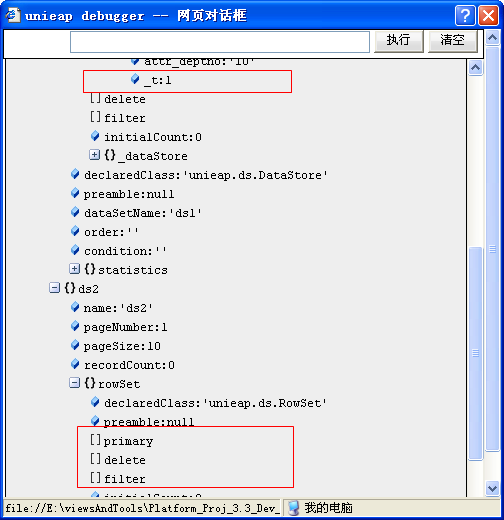 unieap debugger -- 网页对话框
执行
清空
attr_deptno:'10'
_t:1
[]delete
[]filter
initialCount:0
{}_dataStore
declaredClass:'unieap.ds.DataStore'
preamble:null
dataSetName:'ds1'
order:''
condition:''
{}statistics
{}ds2
name:'ds2'
pageNumber:1
pageSize:10
recordCount:0
{}rowSet
declaredClass:'unieap.ds.RowSet'
preamble:null
[]primary
[]delete
[]filter
initialCount:0
file://E:\viewsAndTools\Platform_Proj_3.3_Dev_
我的电脑